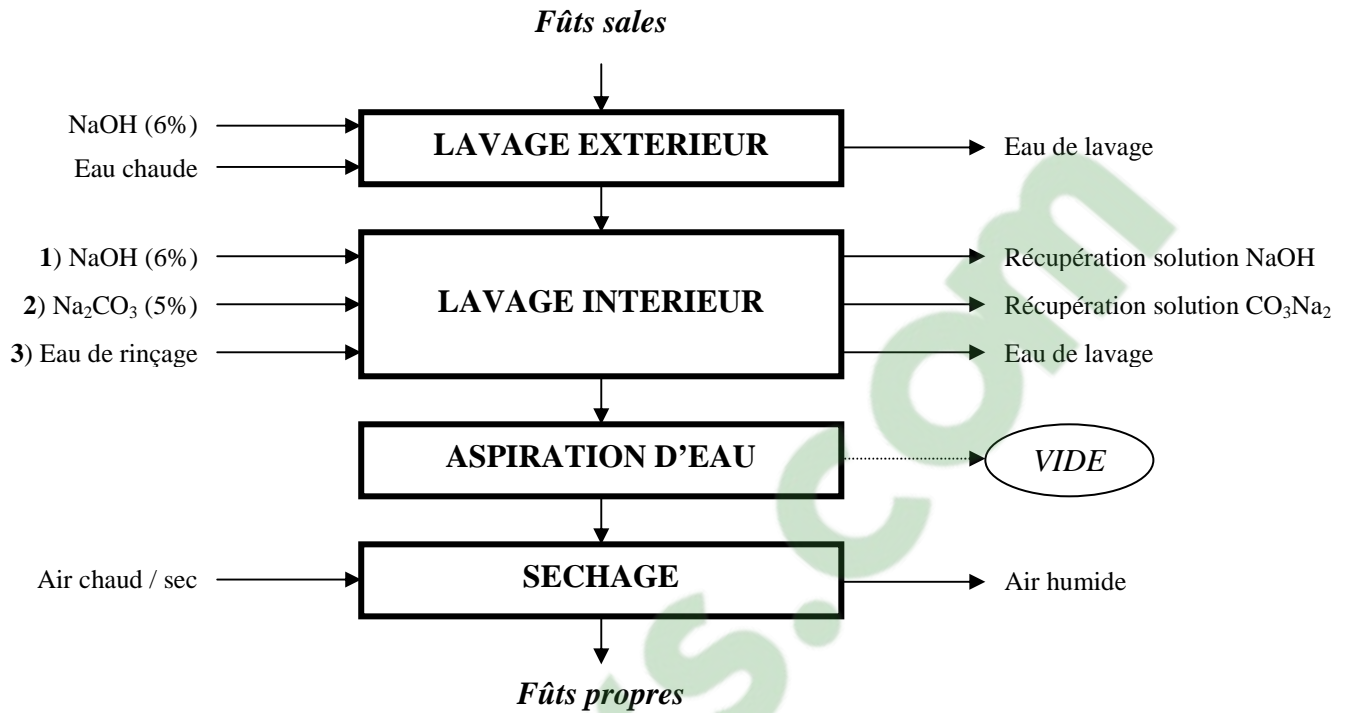 Fûts sales
NaOH (6%)
Eau chaude
LAVAGE EXTERIEUR
Eau de lavage
1) NaOH (6%)
2) Na₂CO₃ (5%)
3) Eau de rinçage
LAVAGE INTERIEUR
Récupération solution NaOH
Récupération solution CO₃Na₂
Eau de lavage
ASPIRATION D'EAU
VIDE
Air chaud / sec
SECHAGE
Air humide
Fûts propres
s.com